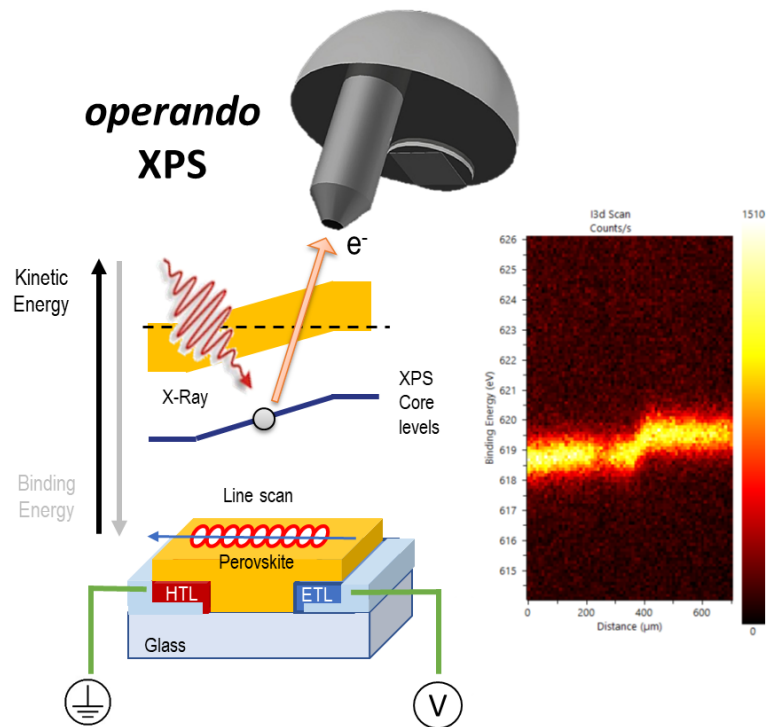 operando
XPS
e-
Kinetic
Energy
X-Ray
XPS
Core
levels
Binding
Energy
Line scan
Perovskite
HTL
ETL
Glass
V
I3d Scan
Counts/s
1510
626
625
624
623
622
621
620
619
618
617
616
615
Binding Energy (eV)
0
200
400
600
Distance (µm)
0